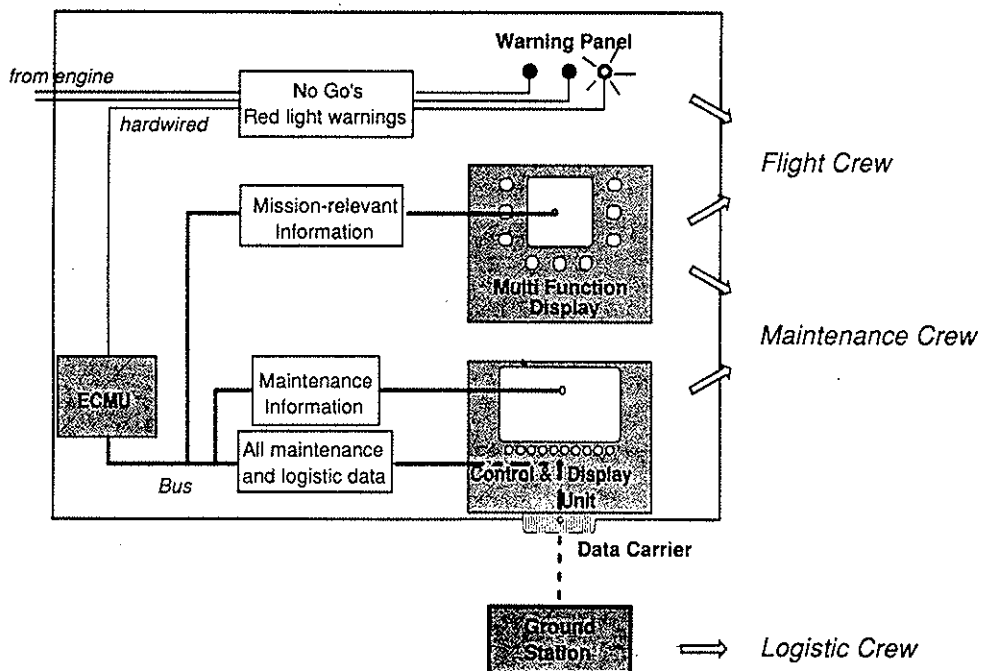 Warning Panel
from engine
No Go's
Red light warnings
hardwired
Flight Crew
Mission-relevant
Information
Multi Function
Display
Maintenance Crew
ECMU
Maintenance
Information
All maintenance
and logistic data
Bus
Control & Display
Unit
Data Carrier
Ground
Station
Logistic Crew